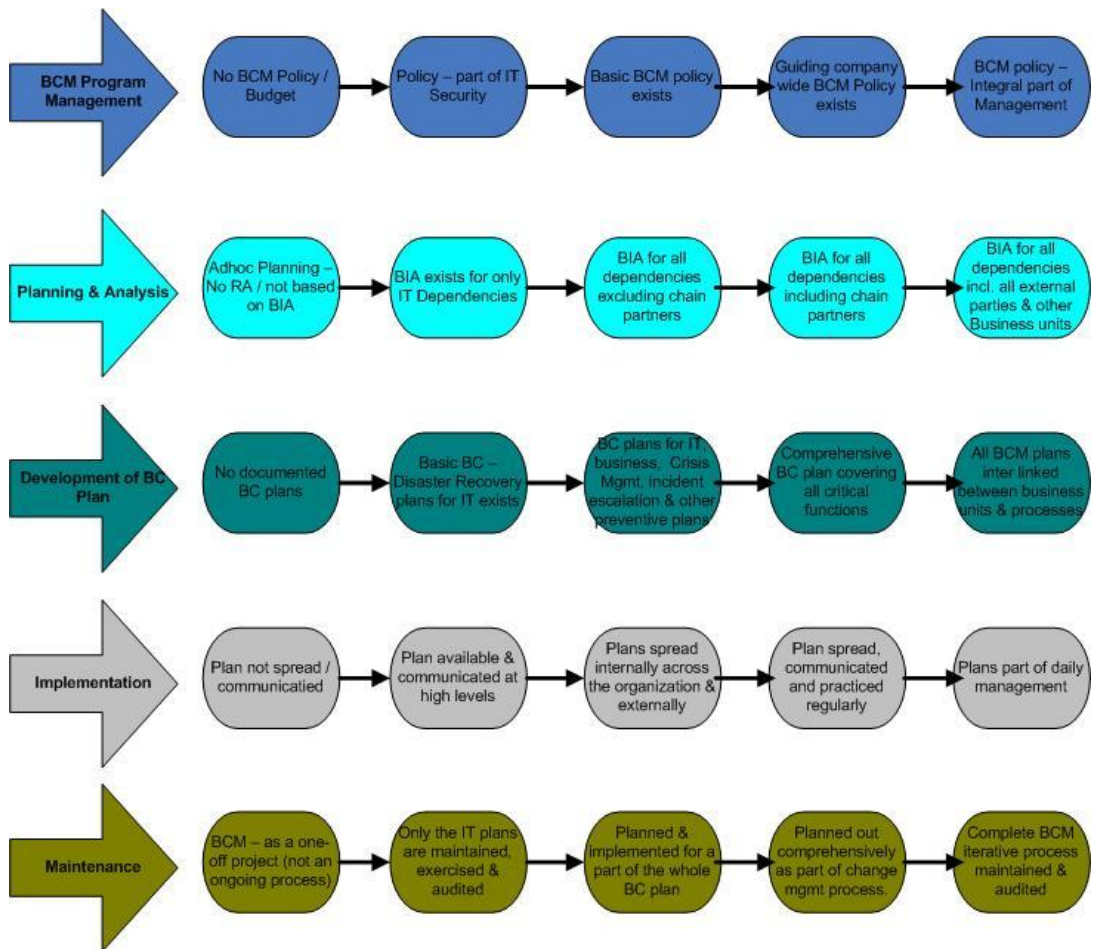 BCM Program
Management
No BCM Policy /
Budget
Policy – part of IT
Security
Basic BCM policy
exists
Guiding company
wide BCM Policy
exists
BCM policy –
Integral part of
Management
Planning & Analysis
Adhoc Planning –
No RA / not based
on BIA
BIA exists for only
IT Dependencies
BIA for all
dependencies
excluding chain
partners
BIA for all
dependencies
including chain
partners
BIA for all
dependencies
incl. all external
parties & other
Business units
Development of BC
Plan
No documented
BC plans
Basic BC –
Disaster Recovery
plans for IT exists
BC plans for IT,
business, Crisis
Mgmt, incident
escalation & other
preventive plans
Comprehensive
BC plan covering
all critical
functions
All BCM plans
inter linked
between business
units & processes
Implementation
Plan not spread /
communicatied
Plan available &
communicated at
high levels
Plans spread
internally across
the organization &
externally
Plan spread,
communicated
and practiced
regularly
Plans part of daily
management
Maintenance
BCM – as a one-
off project (not an
ongoing process)
Only the IT plans
are maintained,
exercised &
audited
Planned &
implemented for a
part of the whole
BC plan
Planned out
comprehensively
as part of change
mgmt process.
Complete BCM
iterative process
maintained &
audited